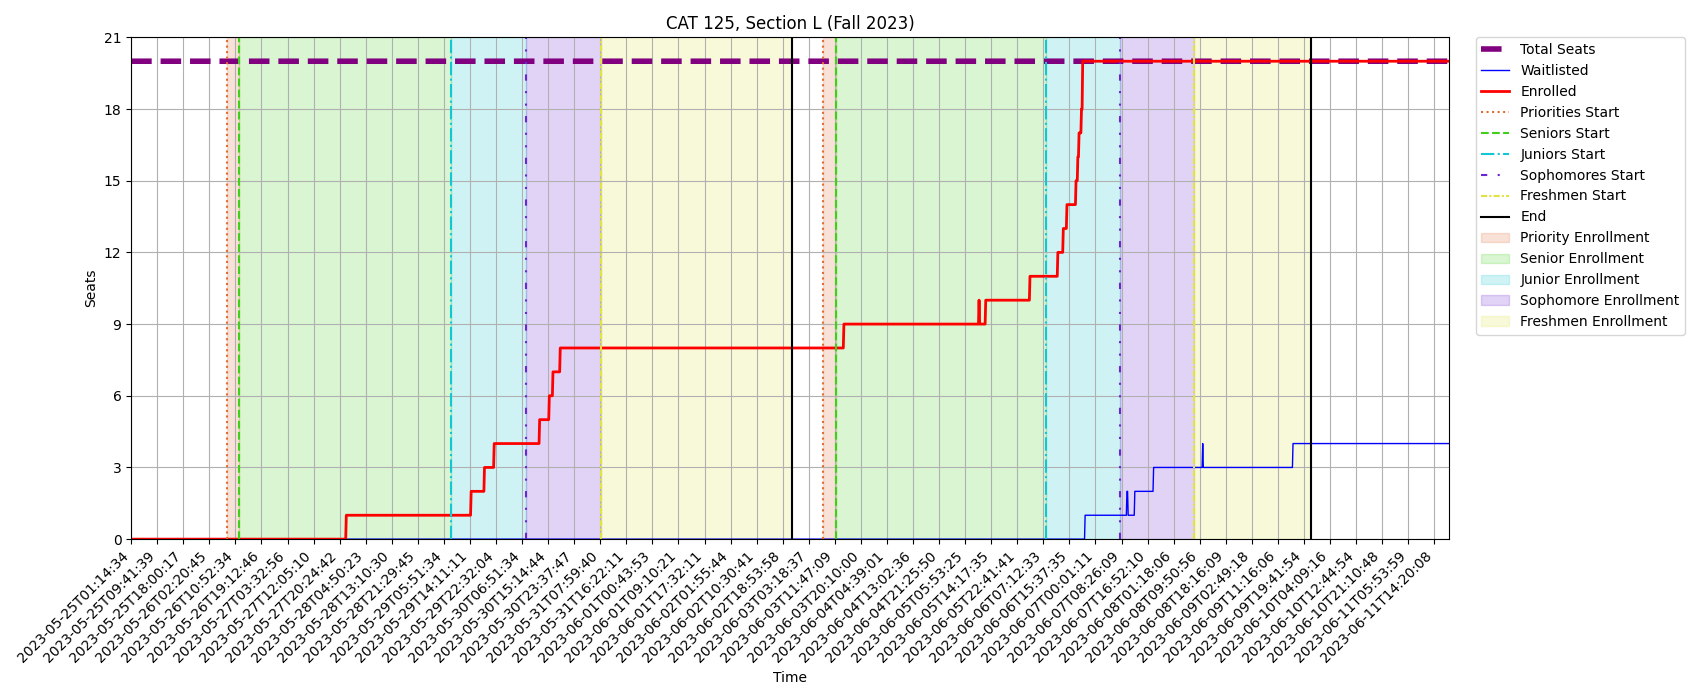 CAT 125, Section L (Fall 2023)
21
18
15
12
9
6
3
0
Seats
2023-05-25T01:14:34
2023-05-25T09:41:39
2023-05-25T18:00:17
2023-05-26T02:20:45
2023-05-26T10:52:34
2023-05-26T19:12:46
2023-05-27T03:32:56
2023-05-27T12:05:10
2023-05-27T20:24:42
2023-05-28T04:50:23
2023-05-28T13:10:30
2023-05-28T21:29:45
2023-05-29T05:51:34
2023-05-29T14:11:11
2023-05-29T22:32:04
2023-05-30T06:51:34
2023-05-30T15:14:44
2023-05-30T23:37:47
2023-05-31T07:59:40
2023-05-31T16:22:11
2023-06-01T00:43:53
2023-06-01T09:10:21
2023-06-01T17:32:11
2023-06-02T01:55:44
2023-06-02T10:30:41
2023-06-02T18:53:58
2023-06-03T03:18:37
2023-06-03T11:47:09
2023-06-03T20:10:00
2023-06-04T04:39:01
2023-06-04T13:02:36
2023-06-04T21:25:50
2023-06-05T05:53:25
2023-06-05T14:17:35
2023-06-05T22:41:41
2023-06-06T07:12:33
2023-06-06T15:37:35
2023-06-07T00:01:11
2023-06-07T08:26:09
2023-06-07T16:52:10
2023-06-08T01:18:06
2023-06-08T09:50:56
2023-06-08T18:16:09
2023-06-09T02:49:18
2023-06-09T11:16:06
2023-06-09T19:41:54
2023-06-10T04:09:16
2023-06-10T12:44:54
2023-06-10T21:10:48
2023-06-11T05:53:59
2023-06-11T14:20:08
Time
Total Seats
Waitlisted
Enrolled
Priorities Start
Seniors Start
Juniors Start
Sophomores Start
Freshmen Start
End
Priority Enrollment
Senior Enrollment
Junior Enrollment
Sophomore Enrollment
Freshmen Enrollment